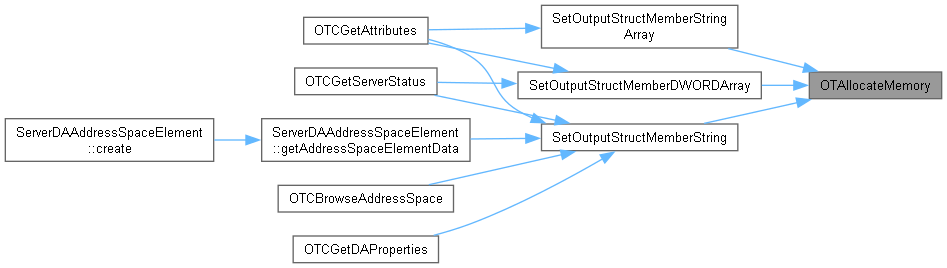 OTCGetAttributes
SetOutputStructMemberString
Array
OTCGetServerStatus
SetOutputStructMemberDWORDArray
OTAllocateMemory
ServerDAAddressSpaceElement
::create
ServerDAAddressSpaceElement
::getAddressSpaceElementData
SetOutputStructMemberString
OTCBrowseAddressSpace
OTCGetDAProperties